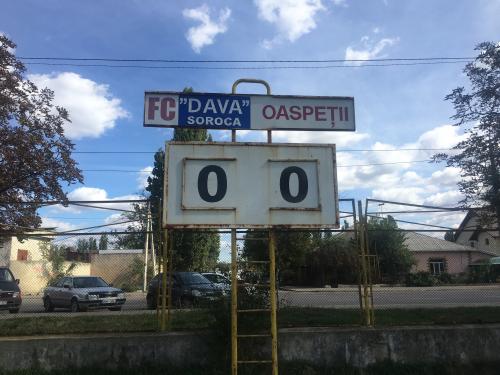 FC "DAVA" SOROCA OASPEȚII
0 0